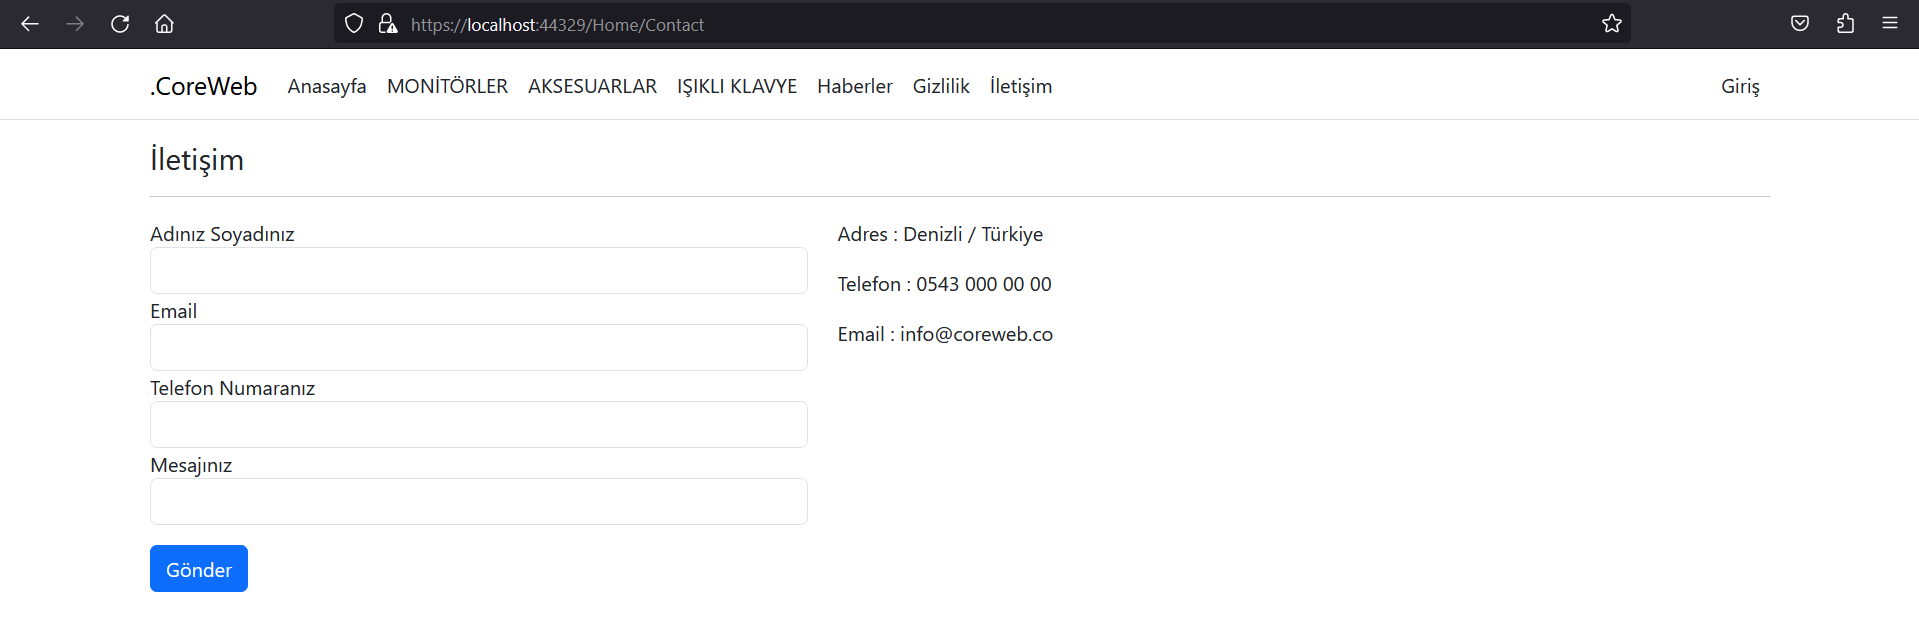 https://localhost:44329/Home/Contact
.CoreWeb Anasayfa MONİTÖRLER AKSESUARLAR IŞIKLI KLAVYE Haberler Gizlilik İletişim Giriş
İletişim
Adınız Soyadınız
Email
Telefon Numaranız
Mesajınız
Gönder
Adres : Denizli / Türkiye
Telefon : 0543 000 00 00
Email : info@coreweb.co